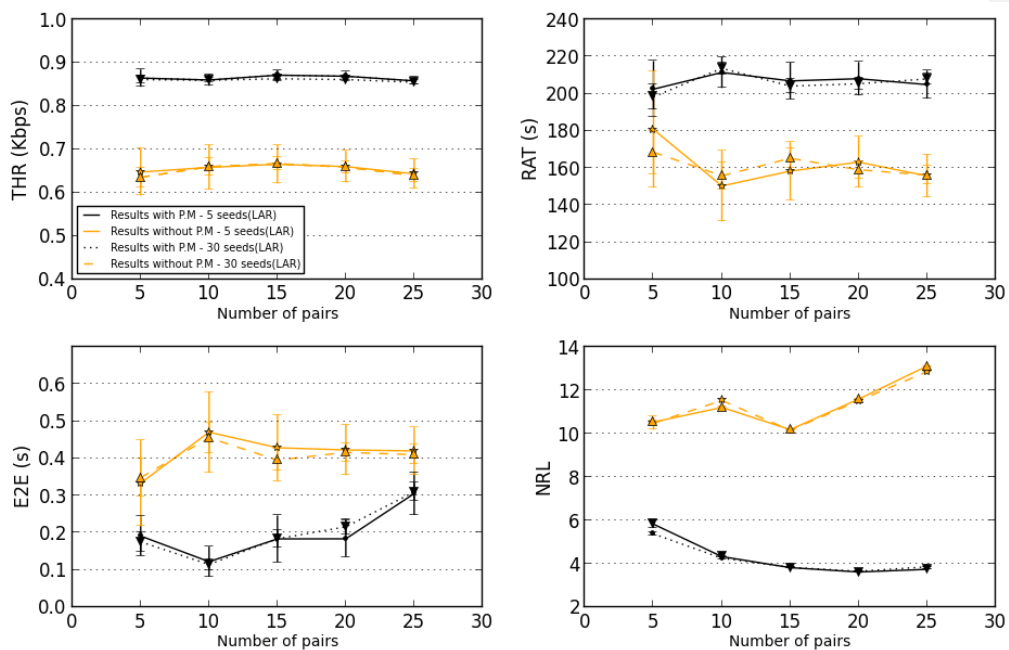 1.0
0.9
0.8
0.7
0.6
0.5
0.4
THR (Kbps)
Results with P.M - 5 seeds(LAR)
Results without P.M - 5 seeds(LAR)
Results with P.M - 30 seeds(LAR)
Results without P.M - 30 seeds(LAR)
0 5 10 15 20 25 30
Number of pairs
240
220
200
180
160
140
120
100
RAT (s)
0 5 10 15 20 25 30
Number of pairs
0.6
0.5
0.4
0.3
0.2
0.1
0.0
E2E (s)
0 5 10 15 20 25 30
Number of pairs
14
12
10
8
6
4
2
NRL
0 5 10 15 20 25 30
Number of pairs